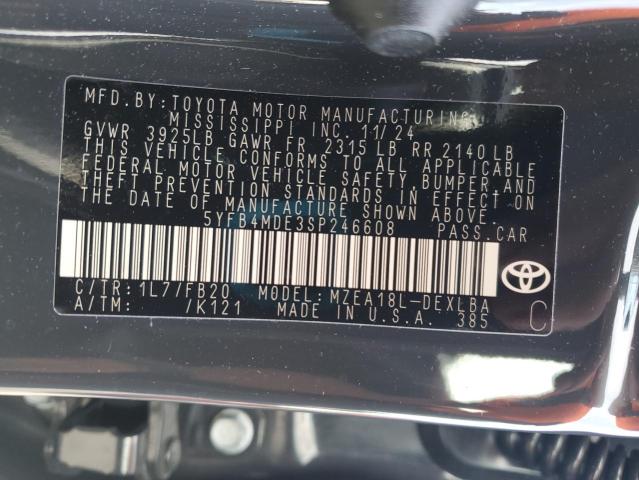 MFD. BY: TOYOTA MOTOR MANUFACTURING
MISSISSIPPI INC. 11/24
GVWR 3925LB GAWR FR 2315 LB RR 2140 LB
THIS VEHICLE CONFORMS TO ALL APPLICABLE
FEDERAL MOTOR VEHICLE SAFETY, BUMPER, AND
THEFT PREVENTION STANDARDS IN EFFECT ON
THE DATE OF MANUFACTURE SHOWN ABOVE.
5YFB4MDE3SP246608 PASS.CAR
C/TR: 1L7/FB20 MODEL: MZEA18L-DEXLBA
A/TM: /K121 MADE IN U.S.A. 385
C